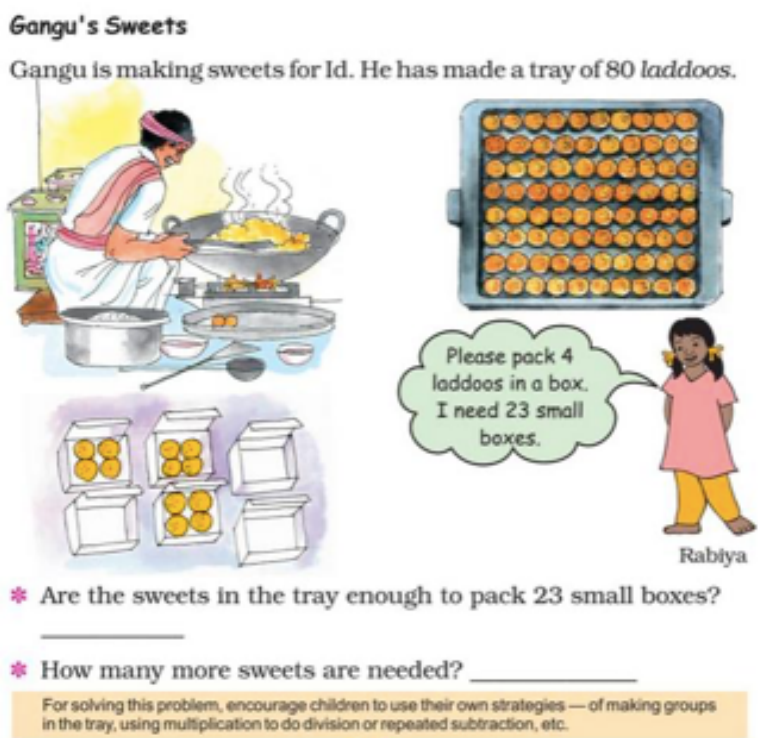 Gangu's Sweets
Gangu is making sweets for Id. He has made a tray of 80 laddoos.
Please pack 4
laddoos in a box.
I need 23 small
boxes.
Rabiya
* Are the sweets in the tray enough to pack 23 small boxes?
* How many more sweets are needed?
For solving this problem, encourage children to use their own strategies — of making groups
in the tray, using multiplication to do division or repeated subtraction, etc.